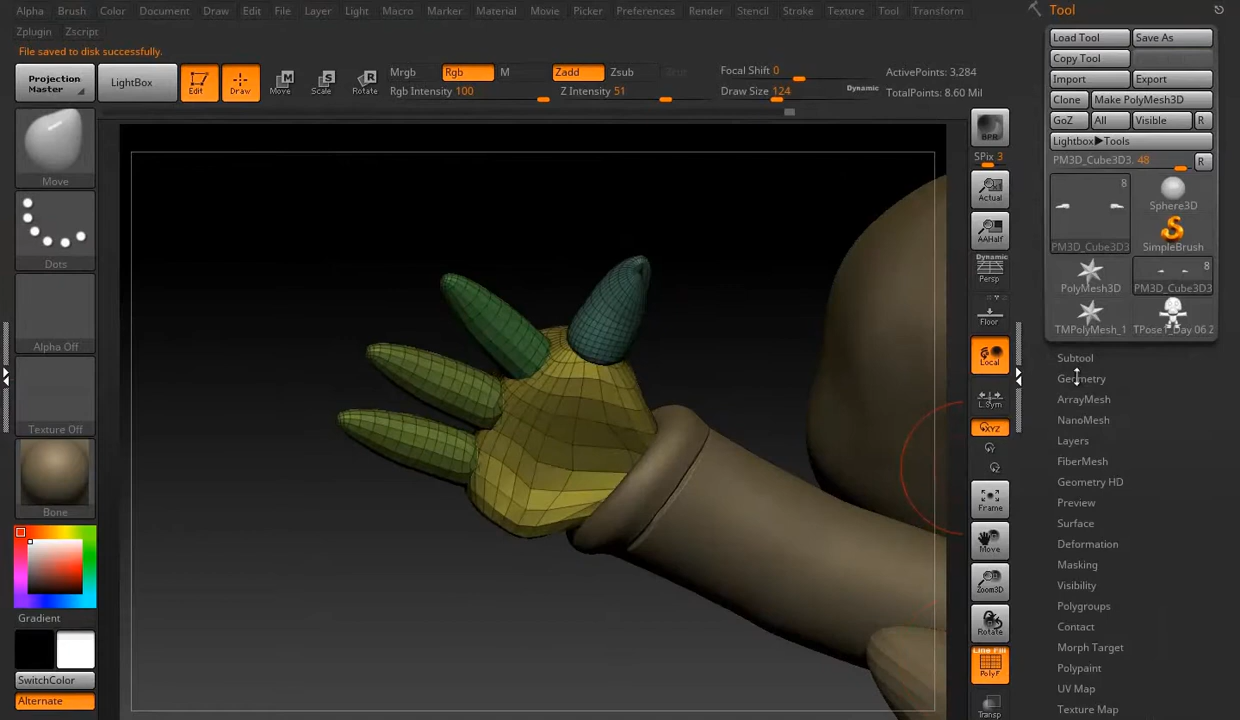 Alpha Brush Color Document Draw Edit File Layer Light Macro Marker Material Movie Picker Preferences Render Stencil Stroke Texture Tool Transform
Zplugin Zscript
File saved to disk successfully.
Projection Master
LightBox
Edit
Draw
Move
Scale
Rotate
Mrgb Rgb M
Rgb Intensity 100
Zadd Zsub
Z Intensity 51
Focal Shift 0
Draw Size 124
Dynamic
ActivePoints: 3,284
TotalPoints: 8.60 Mil
Move
Dots
Alpha Off
Texture Off
Bone
Gradient
SwitchColor
Alternate
BPR
SPix 3
Actual
AAHalf
Dynamic
Persp
Floor
Local
L.Sym
XYZ
Y
Z
Frame
Move
Zoom3D
Rotate
Line Fill
PolyF
Transp
Tool
Load Tool Save As
Copy Tool
Import Export
Clone Make PolyMesh3D
GoZ All Visible R
Lightbox▶Tools
PM3D_Cube3D3. 48 R
8
Sphere3D
PM3D_Cube3D3
SimpleBrush
8
PolyMesh3D
PM3D_Cube3D3
TMPolyMesh_1
TPose1_Day 06 2
Subtool
Geometry
ArrayMesh
NanoMesh
Layers
FiberMesh
Geometry HD
Preview
Surface
Deformation
Masking
Visibility
Polygroups
Contact
Morph Target
Polypaint
UV Map
Texture Map